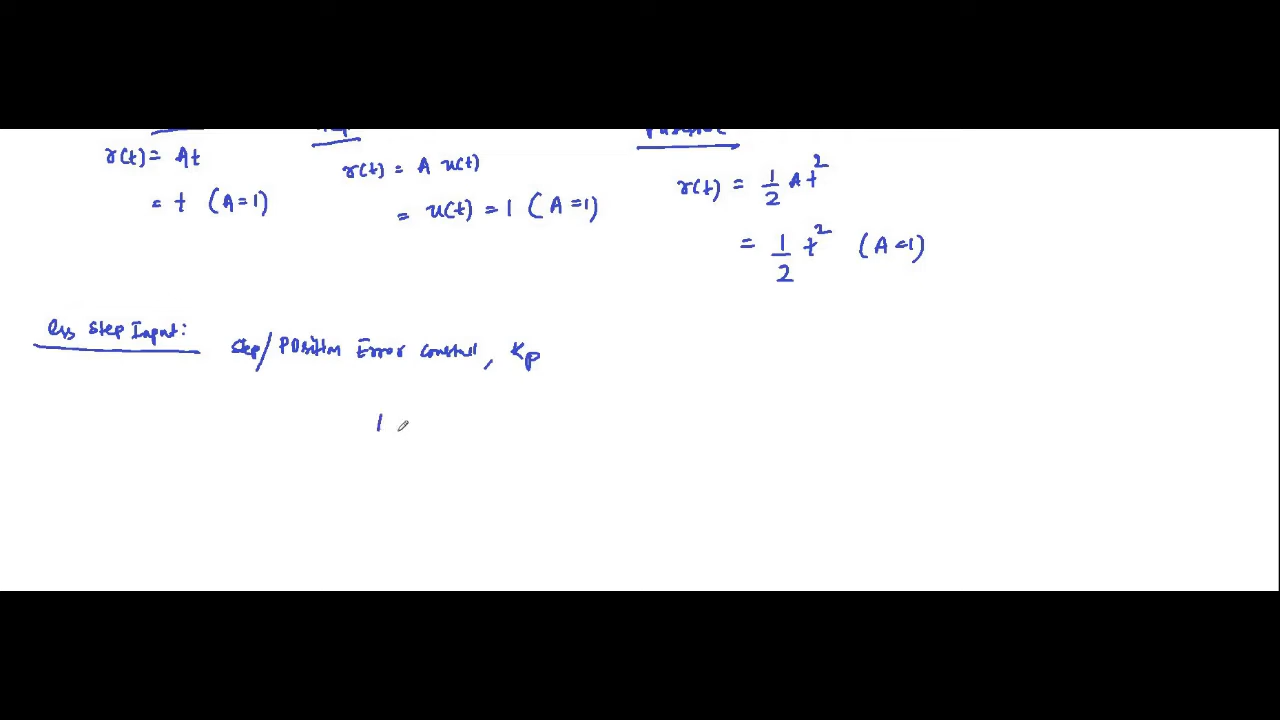 r(t) = At
= t (A=1)
r(t) = A u(t)
= u(t) = 1 (A=1)
r(t) = 1/2 At²
= 1/2 t² (A=1)
ess Step Input: Step/Position Error constant, Kp
1